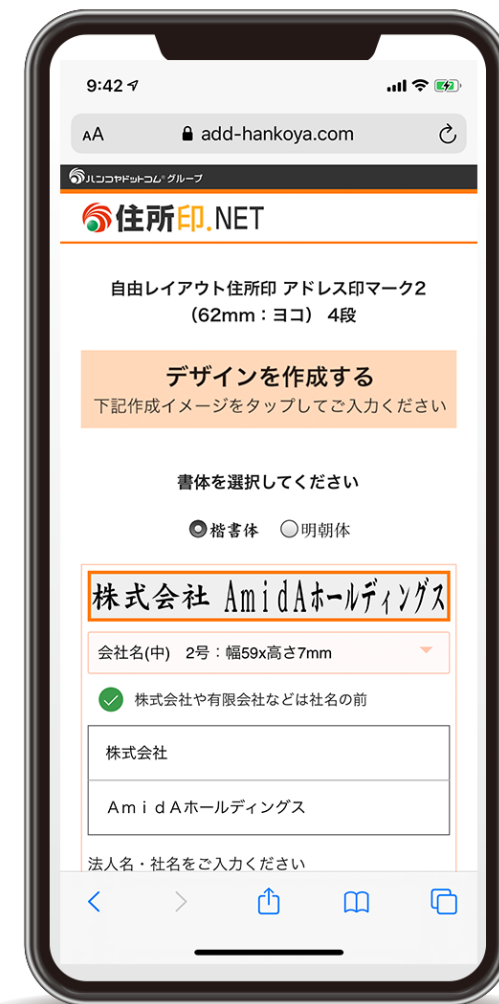 9:42
AA add-hankoya.com
ハンコヤドットコム®グループ
住所印.NET
自由レイアウト住所印 アドレス印マーク2
(62mm：ヨコ) 4段
デザインを作成する
下記作成イメージをタップしてご入力ください
書体を選択してください
楷書体 明朝体
株式会社 AmidAホールディングス
会社名(中) 2号：幅59x高さ7mm
株式会社や有限会社などは社名の前
株式会社
ＡｍｉｄＡホールディングス
法人名・社名をご入力ください